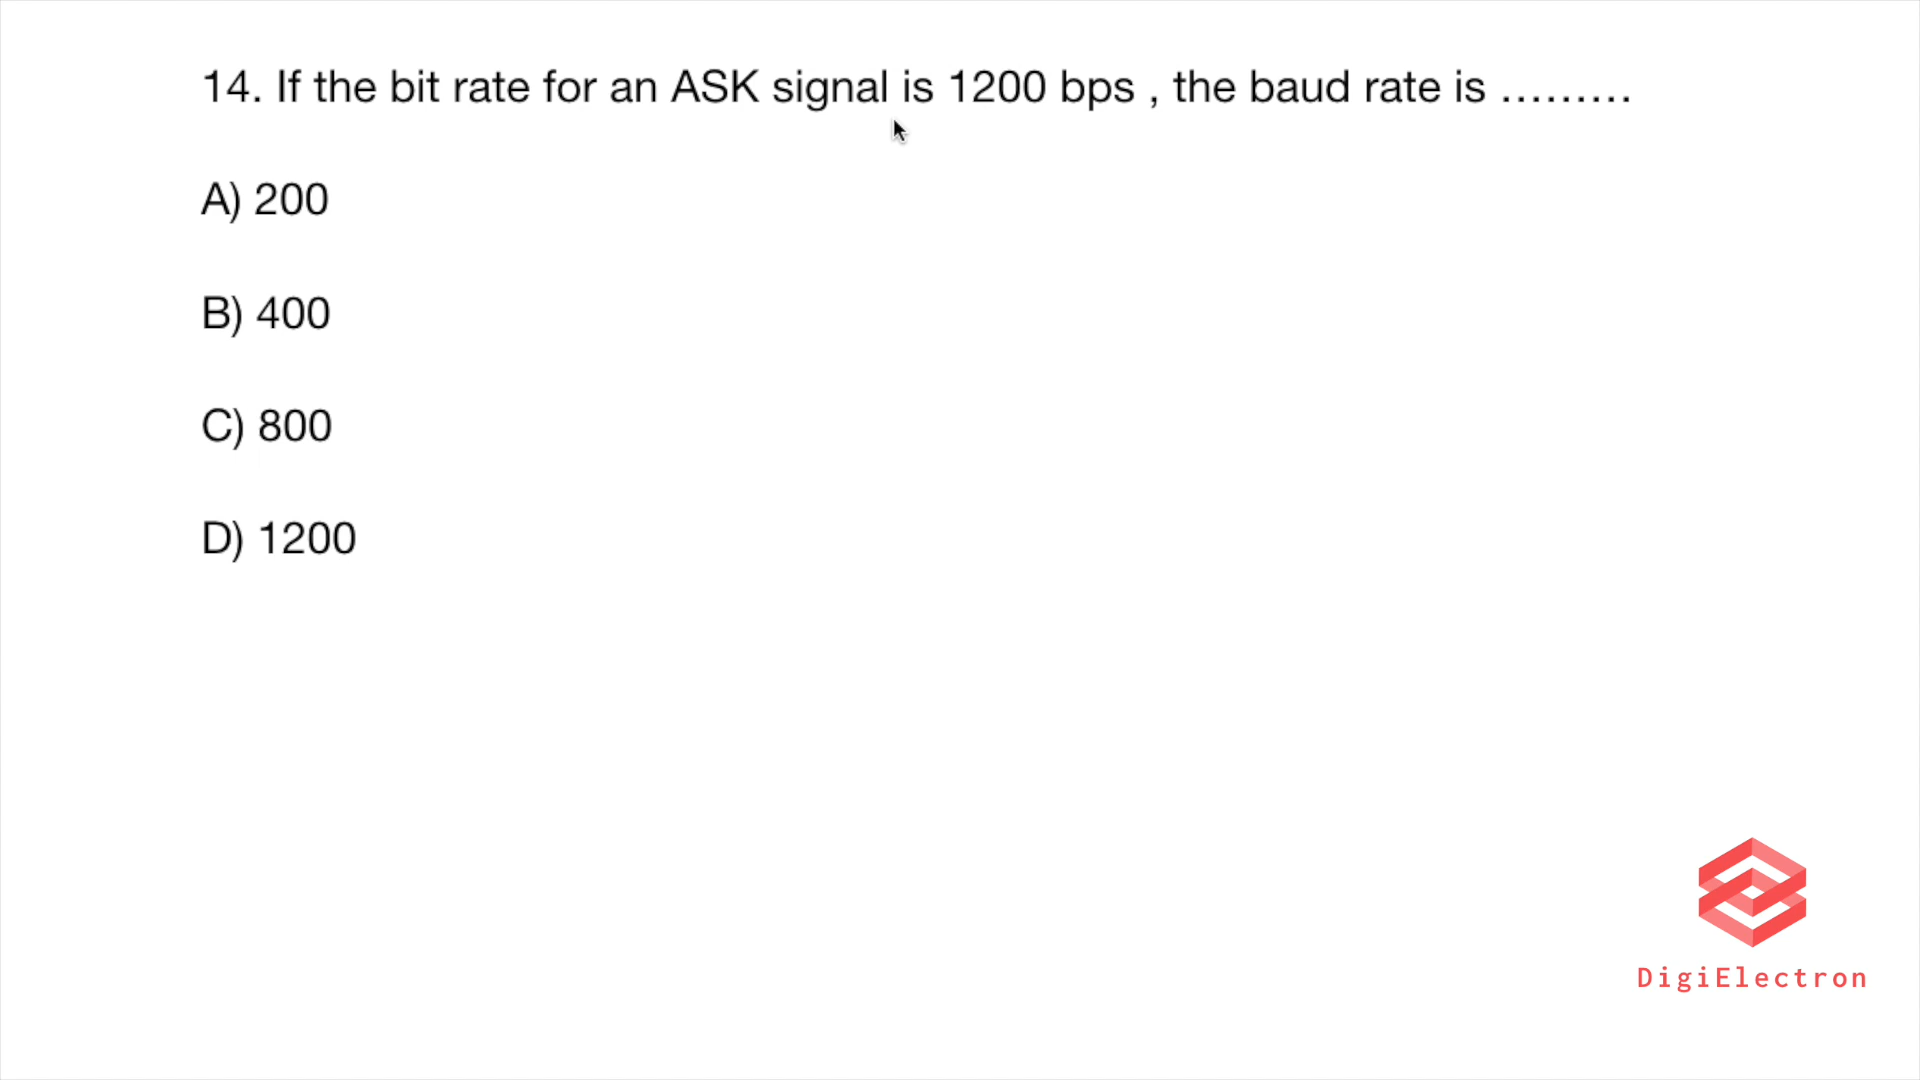 14. If the bit rate for an ASK signal is 1200 bps , the baud rate is .........
A) 200
B) 400
C) 800
D) 1200
DigiElectron